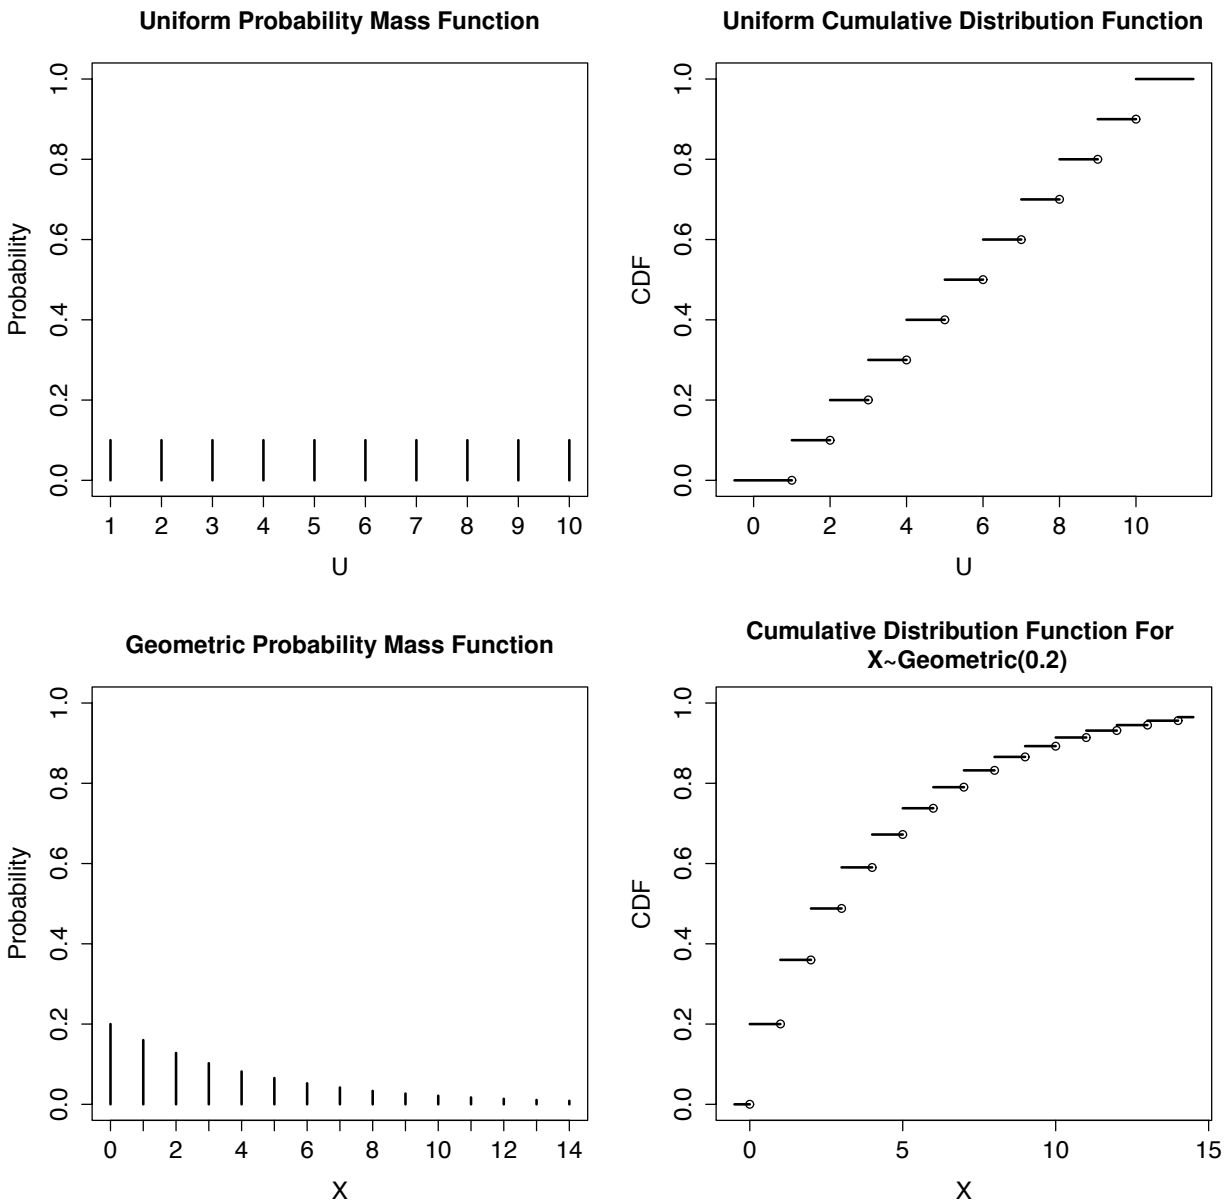 Uniform Probability Mass Function
Probability
1.0
0.8
0.6
0.4
0.2
0.0
1 2 3 4 5 6 7 8 9 10
U
Uniform Cumulative Distribution Function
CDF
1.0
0.8
0.6
0.4
0.2
0.0
0 2 4 6 8 10
U
Geometric Probability Mass Function
Probability
1.0
0.8
0.6
0.4
0.2
0.0
0 2 4 6 8 10 12 14
X
Cumulative Distribution Function For
X~Geometric(0.2)
CDF
1.0
0.8
0.6
0.4
0.2
0.0
0 5 10 15
X